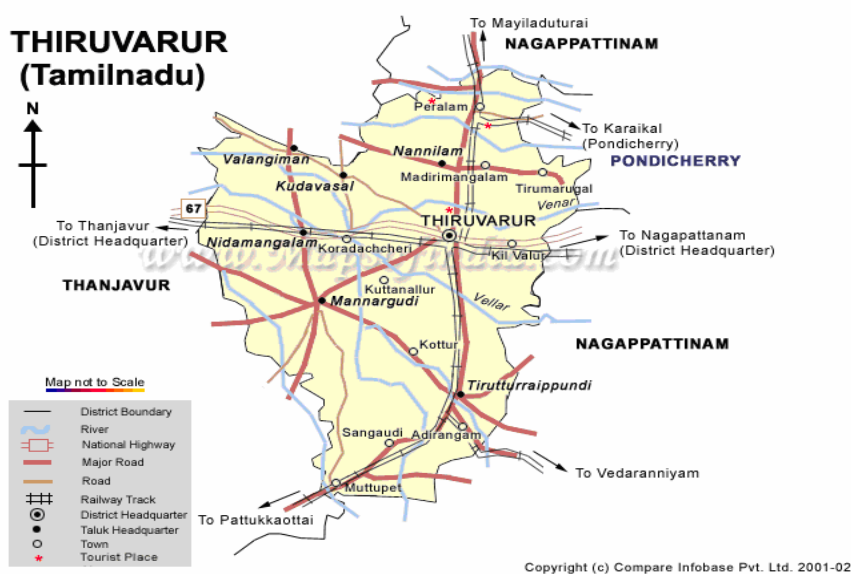 THIRUVARUR
(Tamilnadu)
N
To Mayiladuturai
NAGAPPATTINAM
Peralam
To Karaikal
(Pondicherry)
PONDICHERRY
Valangiman
Nannilam
Kudavasal
Madirimangalam
Tirumarugal
Venar
67
THIRUVARUR
To Thanjavur
(District Headquarter)
Nidamangalam
Koradachcheri
Kil Valur
To Nagapattanam
(District Headquarter)
www.MapsofIndia.com
THANJAVUR
Kuttanallur
Mannargudi
Vellar
Kottur
NAGAPPATTINAM
Tirutturraippundi
Map not to Scale
District Boundary
River
National Highway
Major Road
Road
Railway Track
District Headquarter
Taluk Headquarter
Town
Tourist Place
Sangaudi
Adirangam
To Vedaranniyam
Muttupet
To Pattukkaottai
Copyright (c) Compare Infobase Pvt. Ltd. 2001-02